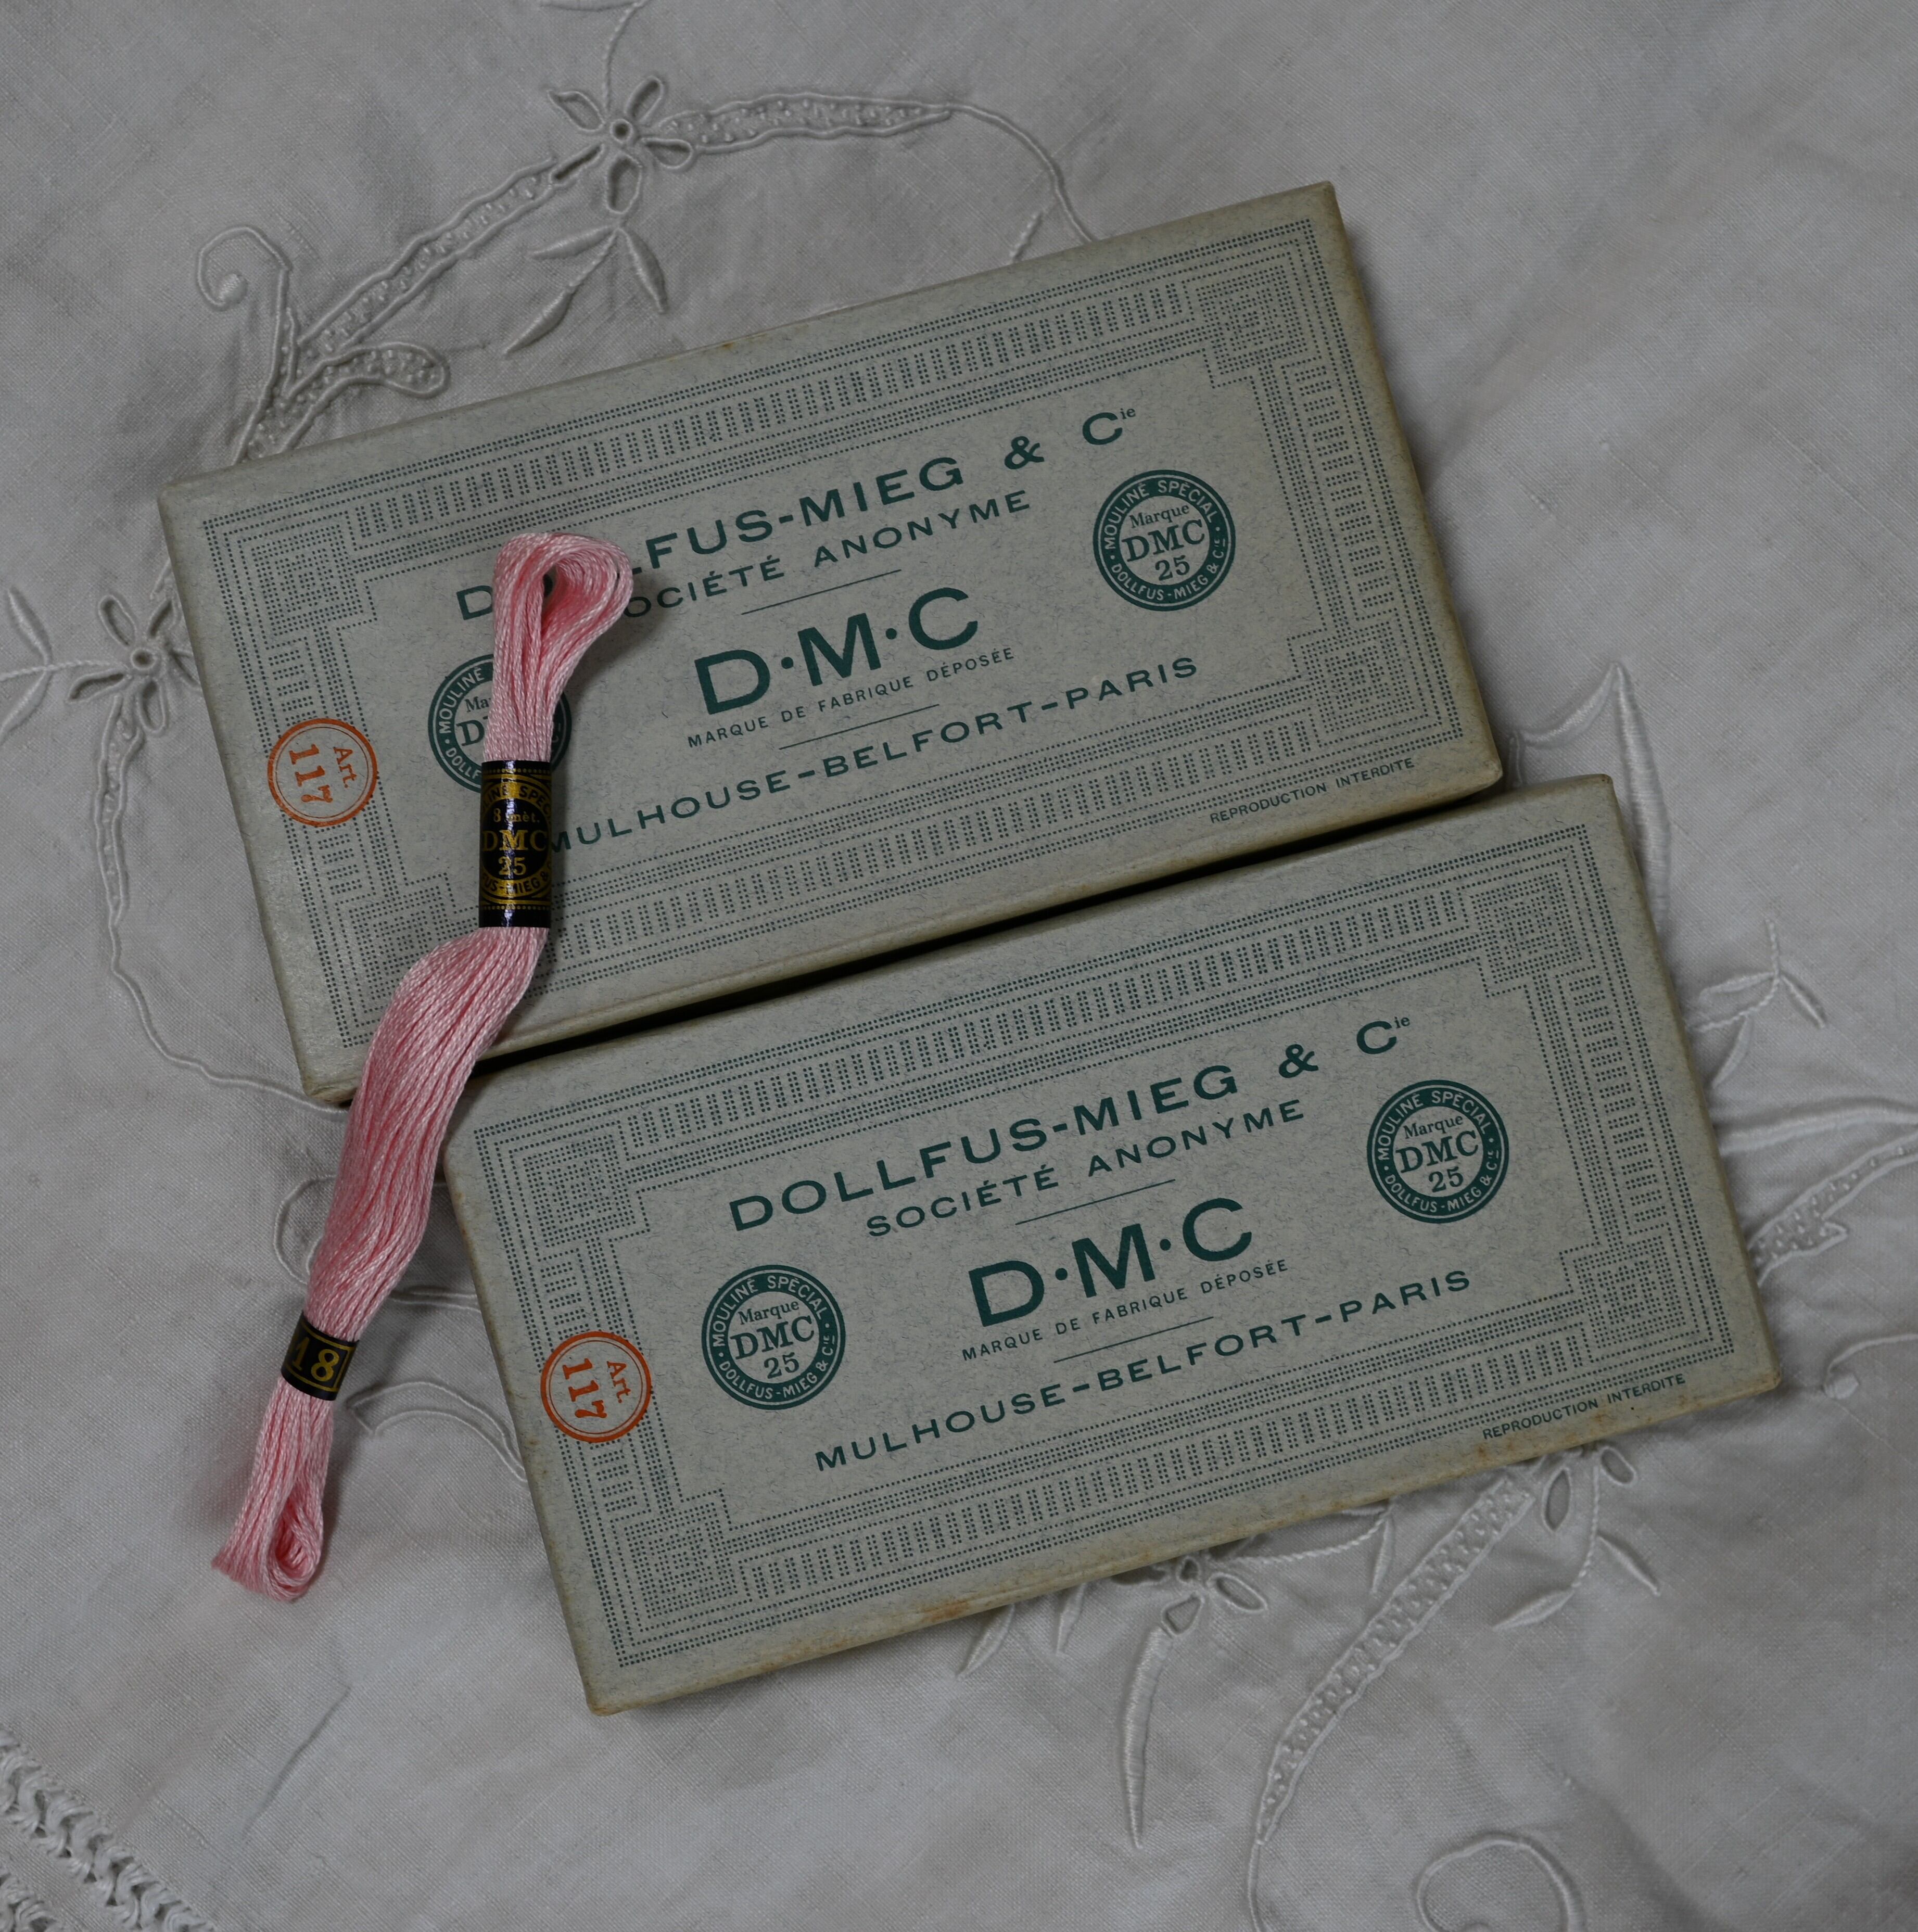 DOLLFUS-MIEG & Cie
SOCIÉTÉ ANONYME
D·M·C
MARQUE DE FABRIQUE DÉPOSÉE
MULHOUSE-BELFORT-PARIS
REPRODUCTION INTERDITE
MOULINÉ SPÉCIAL
Marque
DMC
25
DOLLFUS-MIEG & Cie
MOULINÉ
DOLLF
Art.
117
8 mèt.
DMC
25
18
DOLLFUS-MIEG & Cie
SOCIÉTÉ ANONYME
D·M·C
MARQUE DE FABRIQUE DÉPOSÉE
MULHOUSE-BELFORT-PARIS
REPRODUCTION INTERDITE
MOULINÉ SPÉCIAL
Marque
DMC
25
DOLLFUS-MIEG & Cie
MOULINÉ SPÉCIAL
Marque
DMC
25
DOLLFUS-MIEG & Cie
Art.
117